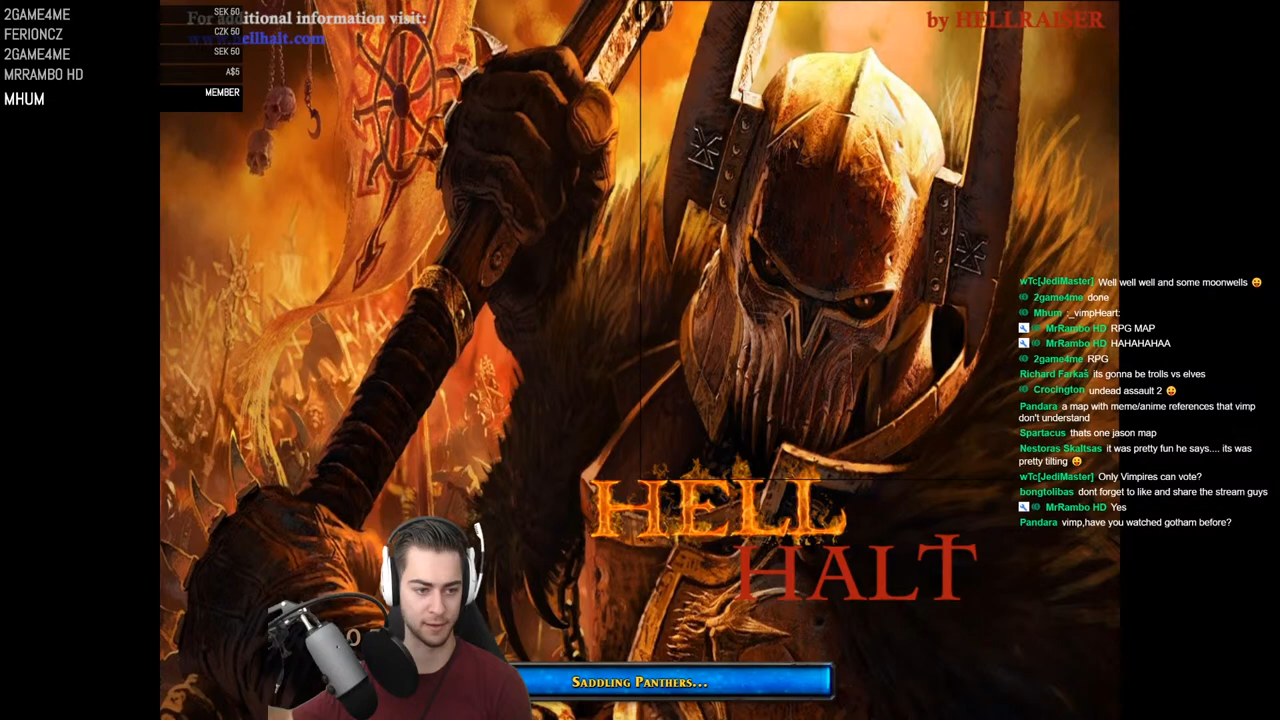 2GAME4ME
FERIONCZ
2GAME4ME
MRRAMBO HD
MHUM
SEK 50
CZK 50
SEK 50
A$5
MEMBER
For additional information visit:
www.hellhalt.com
by HELLRAISER
wTc[JediMaster] Well well well and some moonwells 😀
2game4me done
Mhum :_vimpHeart:
MrRambo HD RPG MAP
MrRambo HD HAHAHAHAA
2game4me RPG
Richard Farkaš its gonna be trolls vs elves
Crocington undead assault 2 😀
Pandara a map with meme/anime references that vimp
don't understand
Spartacus thats one jason map
Nestoras Skaltsas it was pretty fun he says.... its was
pretty tilting 😀
wTc[JediMaster] Only Vimpires can vote?
bongtolibas dont forget to like and share the stream guys
MrRambo HD Yes
Pandara vimp,have you watched gotham before?
HELL
HALT
SADDLING PANTHERS...